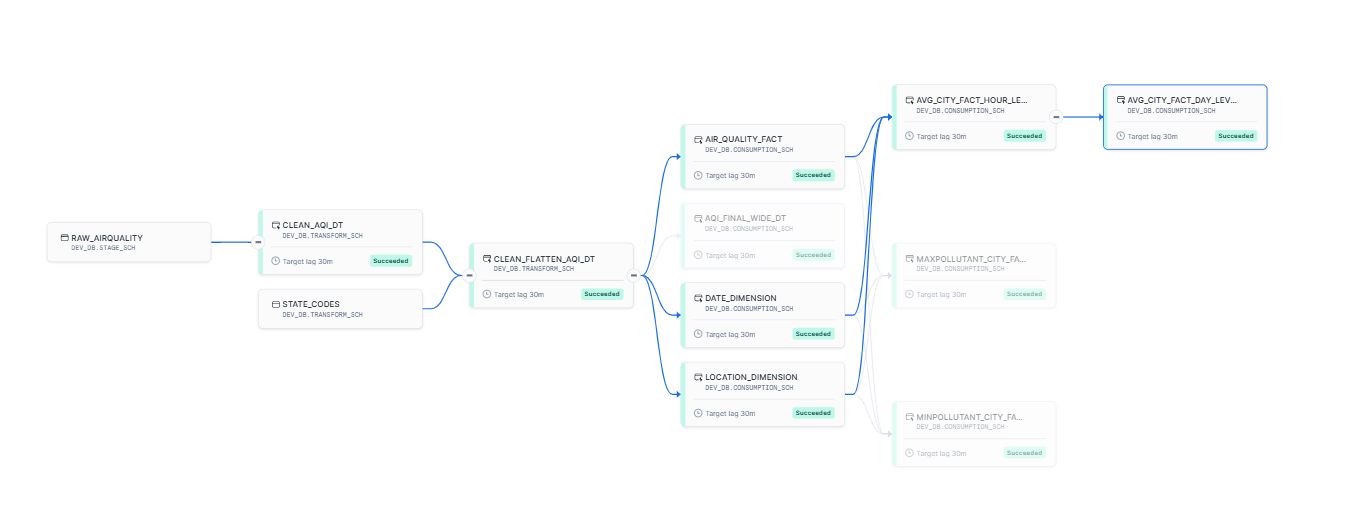 RAW_AIRQUALITY
DEV_DB.STAGE_SCH
CLEAN_AQI_DT
DEV_DB.TRANSFORM_SCH
Target lag 30m Succeeded
STATE_CODES
DEV_DB.TRANSFORM_SCH
CLEAN_FLATTEN_AQI_DT
DEV_DB.TRANSFORM_SCH
Target lag 30m Succeeded
AIR_QUALITY_FACT
DEV_DB.CONSUMPTION_SCH
Target lag 30m Succeeded
AQI_FINAL_WIDE_DT
DEV_DB.CONSUMPTION_SCH
Target lag 30m Succeeded
DATE_DIMENSION
DEV_DB.CONSUMPTION_SCH
Target lag 30m Succeeded
LOCATION_DIMENSION
DEV_DB.CONSUMPTION_SCH
Target lag 30m Succeeded
AVG_CITY_FACT_HOUR_LE...
DEV_DB.CONSUMPTION_SCH
Target lag 30m Succeeded
MAXPOLLUTANT_CITY_FA...
DEV_DB.CONSUMPTION_SCH
Target lag 30m Succeeded
MINPOLLUTANT_CITY_FA...
DEV_DB.CONSUMPTION_SCH
Target lag 30m Succeeded
AVG_CITY_FACT_DAY_LEV...
DEV_DB.CONSUMPTION_SCH
Target lag 30m Succeeded